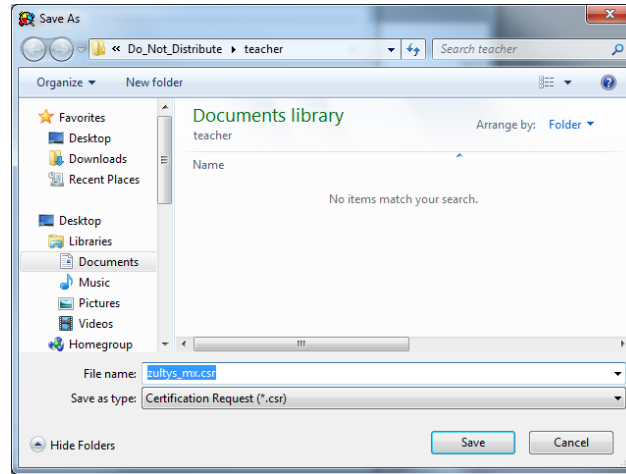 Save As
« Do_Not_Distribute teacher
Search teacher
Organize
New folder
Favorites
Desktop
Downloads
Recent Places
Desktop
Libraries
Documents
Music
Pictures
Videos
Homegroup
Documents library
teacher
Arrange by: Folder
Name
No items match your search.
File name: zultys_mx.csr
Save as type: Certification Request (*.csr)
Hide Folders
Save
Cancel